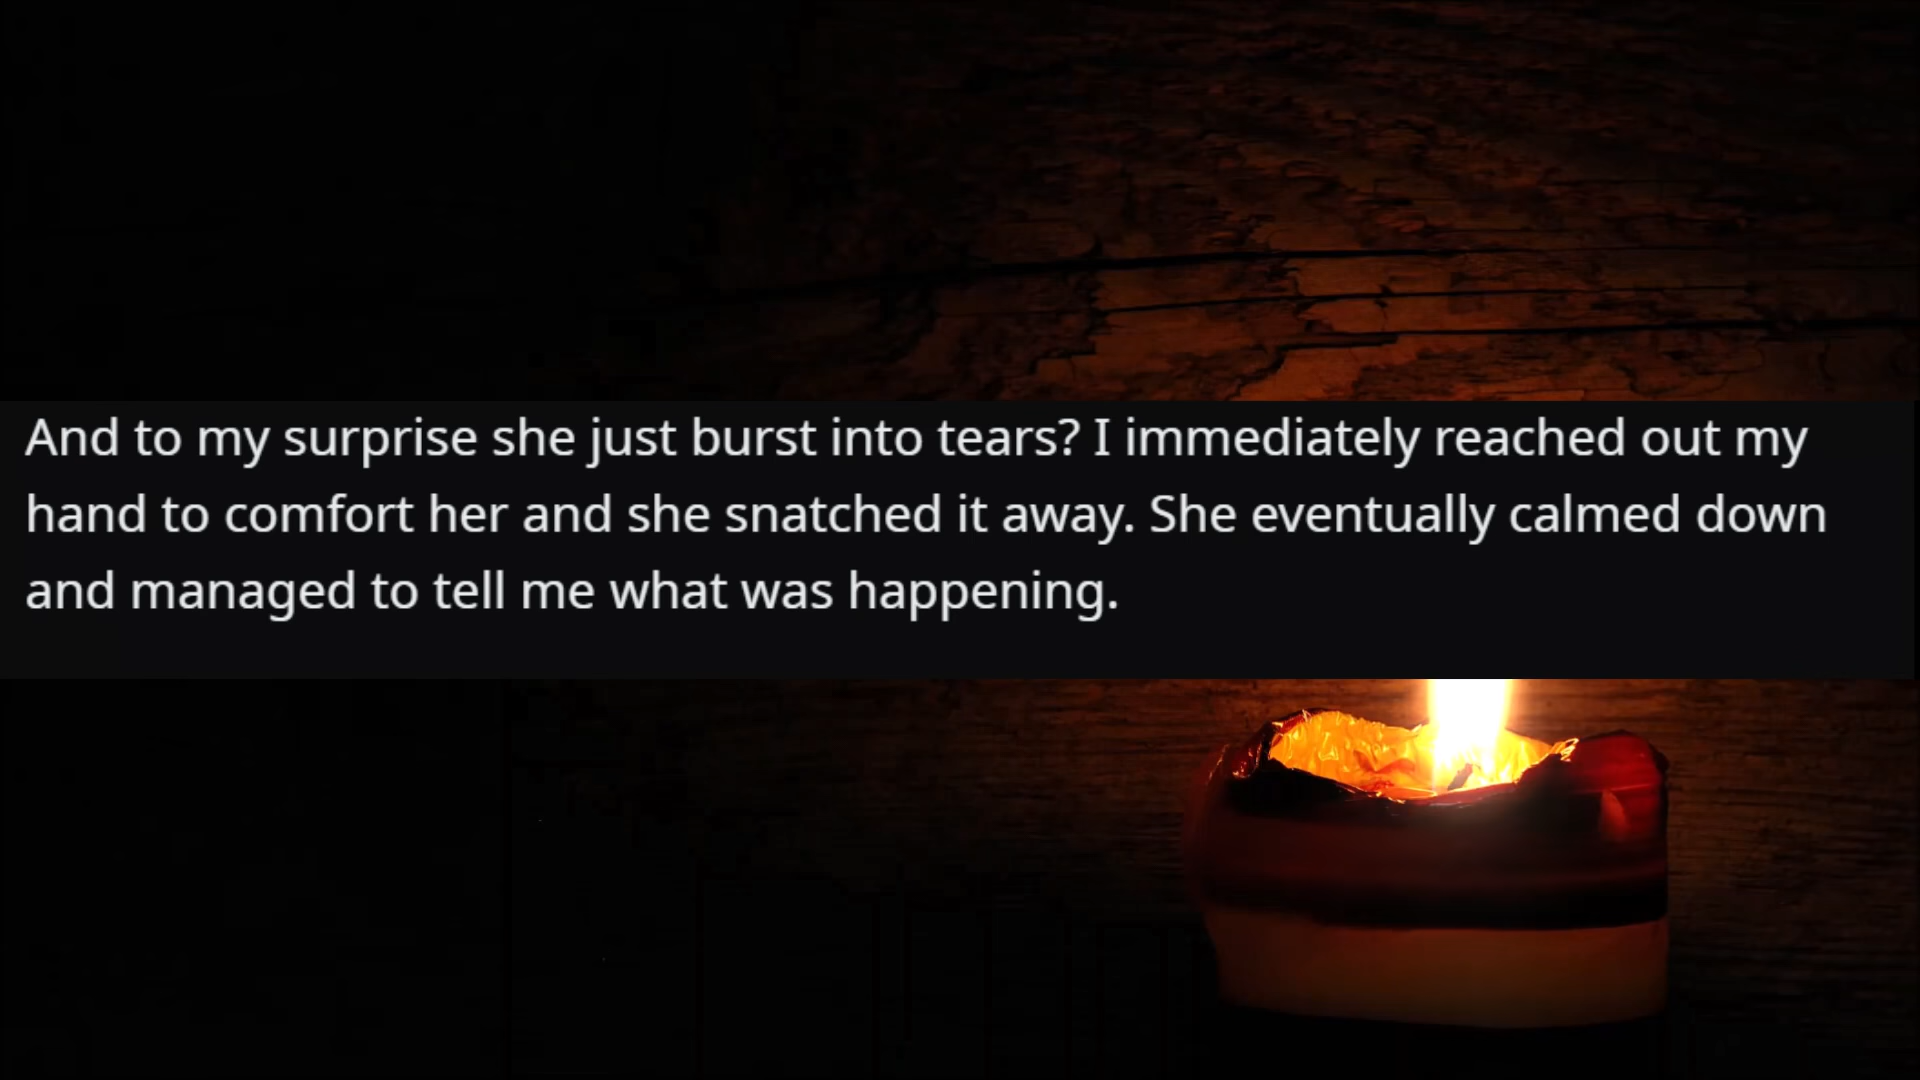 And to my surprise she just burst into tears? I immediately reached out my
hand to comfort her and she snatched it away. She eventually calmed down
and managed to tell me what was happening.